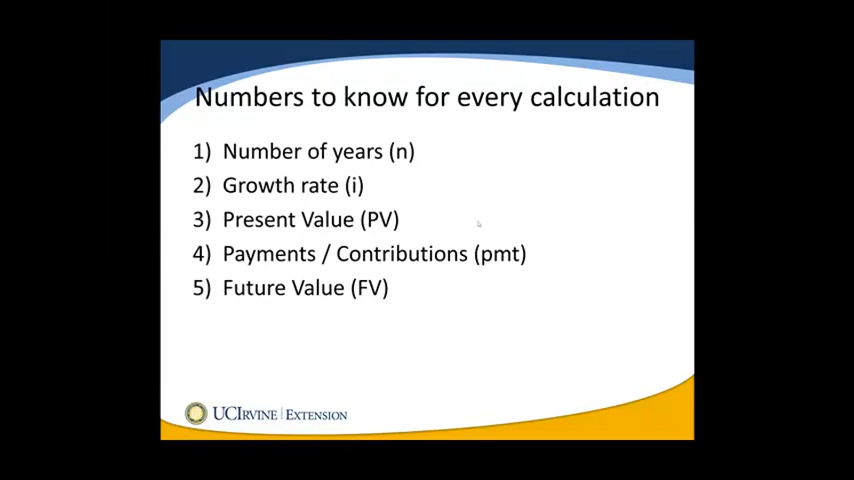 Numbers to know for every calculation
1) Number of years (n)
2) Growth rate (i)
3) Present Value (PV)
4) Payments / Contributions (pmt)
5) Future Value (FV)
UCIRVINE | EXTENSION